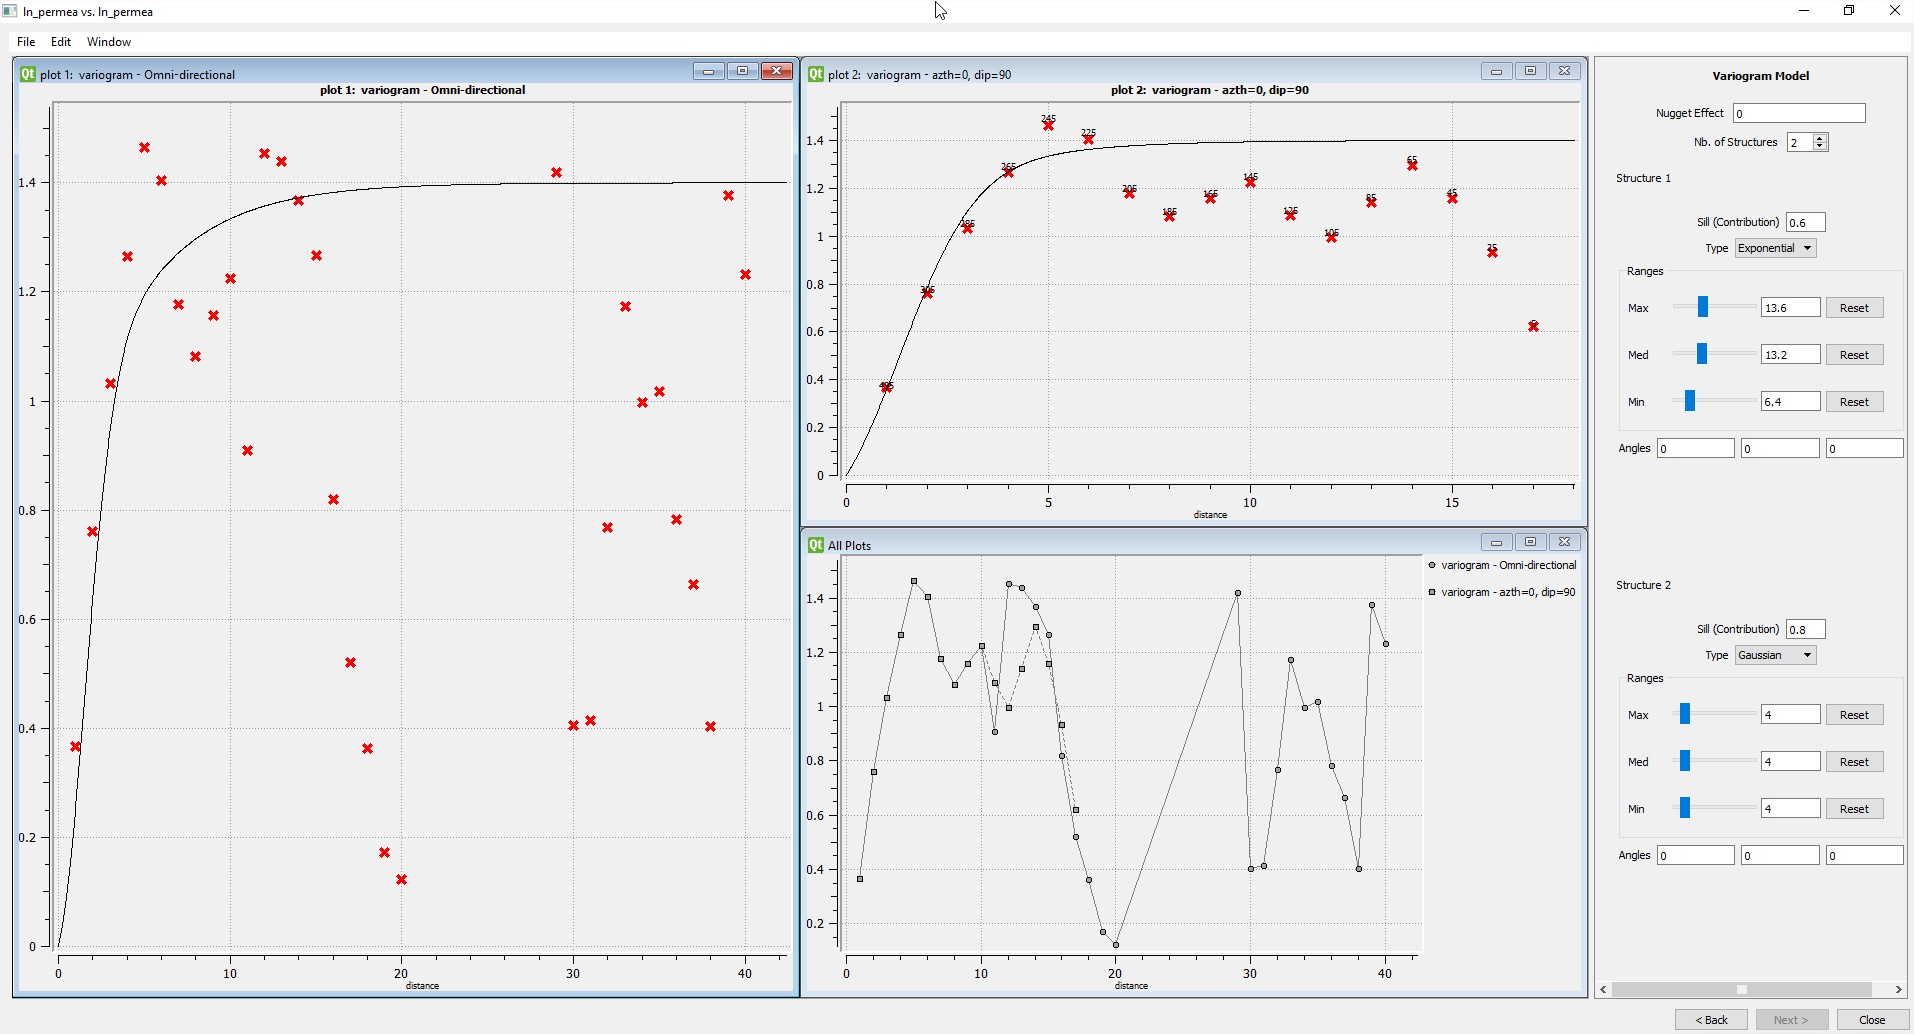 ln_permea vs. ln_permea
File Edit Window
Qt plot 1: variogram - Omni-directional
plot 1: variogram - Omni-directional
1.4
1.2
1
0.8
0.6
0.4
0.2
0
0 10 20 30 40
distance
Qt plot 2: variogram - azth=0, dip=90
plot 2: variogram - azth=0, dip=90
1.4
1.2
1
0.8
0.6
0.4
0.2
0
245
225
265
285
205
185
165
145
125
105
85
65
45
25
0 5 10 15
distance
Qt All Plots
variogram - Omni-directional
variogram - azth=0, dip=90
1.4
1.2
1
0.8
0.6
0.4
0.2
0 10 20 30 40
distance
Variogram Model
Nugget Effect 0
Nb. of Structures 2
Structure 1
Sill (Contribution) 0.6
Type Exponential
Ranges
Max 13.6 Reset
Med 13.2 Reset
Min 6.4 Reset
Angles 0 0 0
Structure 2
Sill (Contribution) 0.8
Type Gaussian
Ranges
Max 4 Reset
Med 4 Reset
Min 4 Reset
Angles 0 0 0
< Back Next > Close